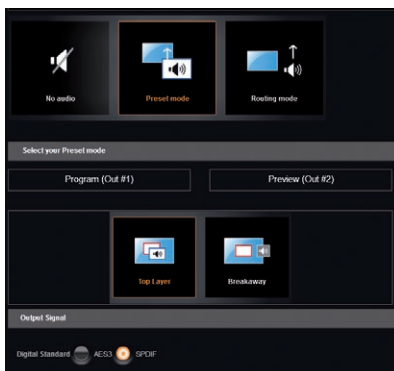 No audio Preset mode Routing mode
Select your Preset mode
Program (Out #1) Preview (Out #2)
Top Layer Breakaway
Output Signal
Digital Standard AES3 SPDIF